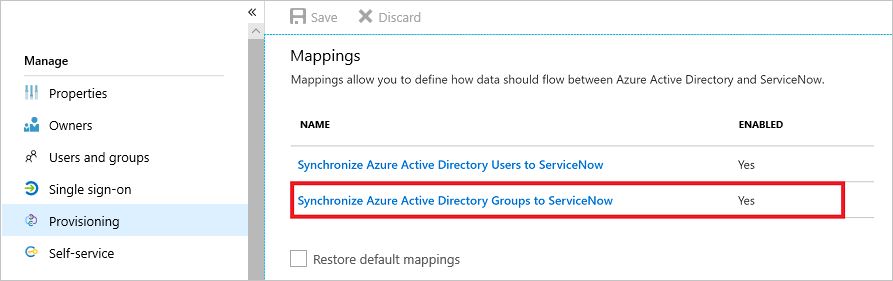 Save Discard
Manage
Properties
Owners
Users and groups
Single sign-on
Provisioning
Self-service
Mappings
Mappings allow you to define how data should flow between Azure Active Directory and ServiceNow.
NAME ENABLED
Synchronize Azure Active Directory Users to ServiceNow Yes
Synchronize Azure Active Directory Groups to ServiceNow Yes
Restore default mappings